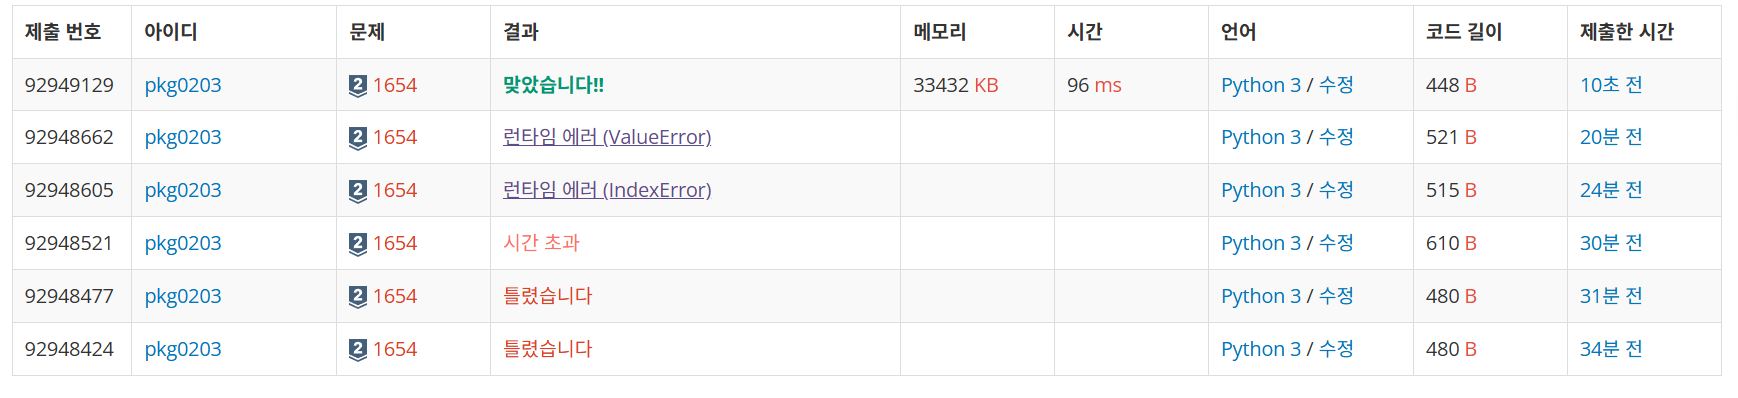 제출 번호 아이디 문제 결과 메모리 시간 언어 코드 길이 제출한 시간
92949129 pkg0203 2 1654 맞았습니다!! 33432 KB 96 ms Python 3 / 수정 448 B 10초 전
92948662 pkg0203 2 1654 런타임 에러 (ValueError) Python 3 / 수정 521 B 20분 전
92948605 pkg0203 2 1654 런타임 에러 (IndexError) Python 3 / 수정 515 B 24분 전
92948521 pkg0203 2 1654 시간 초과 Python 3 / 수정 610 B 30분 전
92948477 pkg0203 2 1654 틀렸습니다 Python 3 / 수정 480 B 31분 전
92948424 pkg0203 2 1654 틀렸습니다 Python 3 / 수정 480 B 34분 전